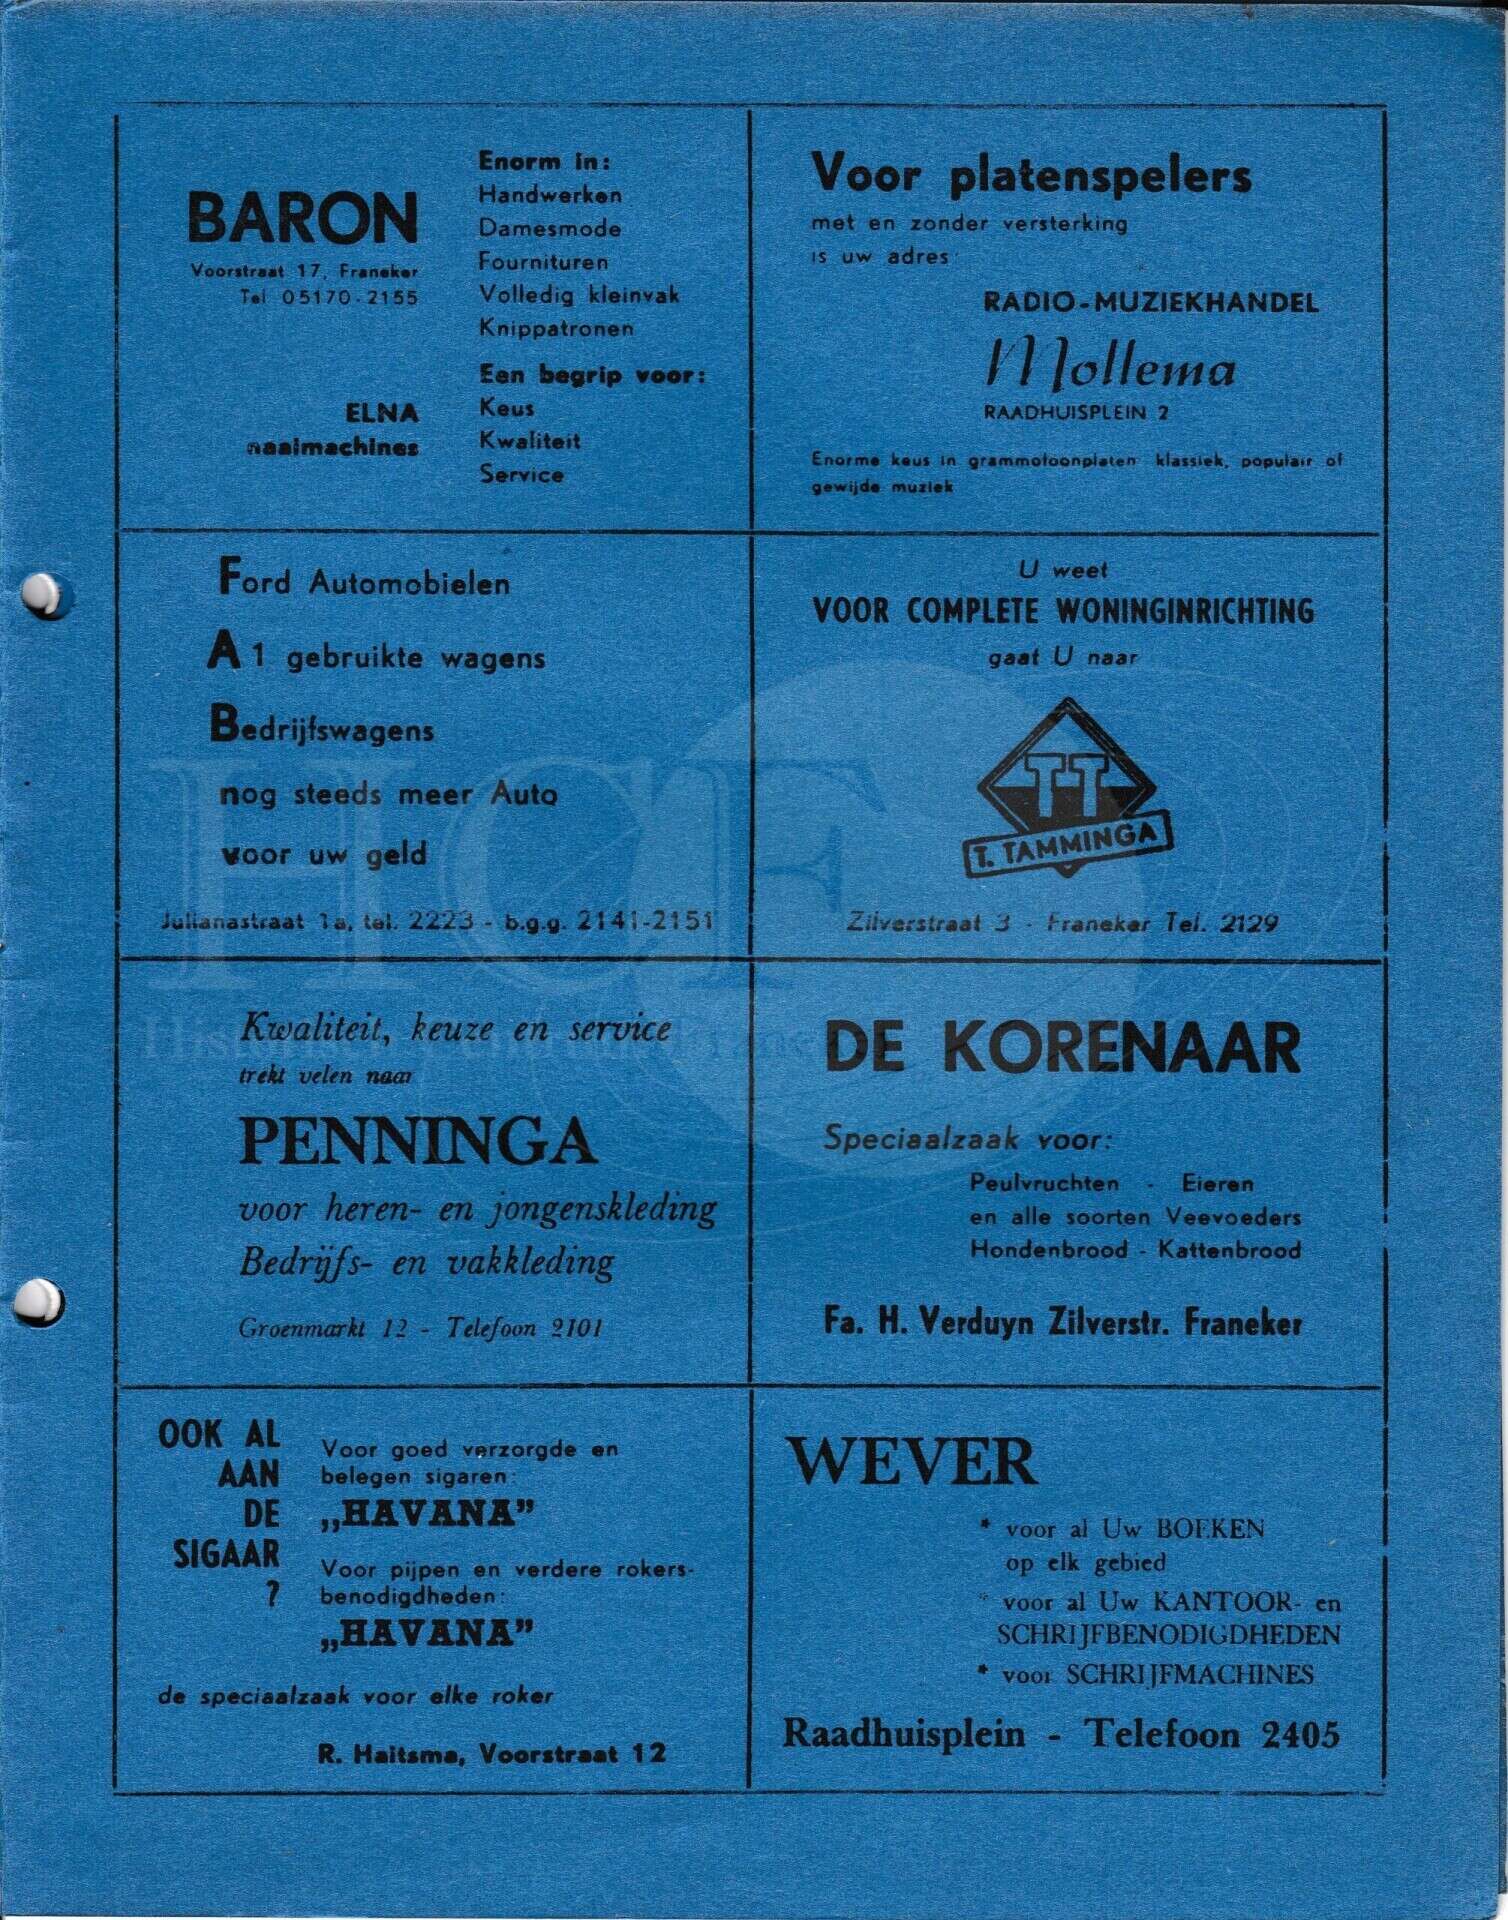 BARON
Voorstraat 17, Franeker
Tel 05170-2155
ELNA
naaimachines
Enorm in:
Handwerken
Damesmode
Fournituren
Volledig kleinvak
Knippatronen
Een begrip voor:
Keus
Kwaliteit
Service
Voor platenspelers
met en zonder versterking
is uw adres
RADIO-MUZIEKHANDEL
Mollema
RAADHUISPLEIN 2
Enorme keus in grammofoonplaten klassiek, populair of
gewijde muziek
Ford Automobielen
A1 gebruikte wagens
Bedrijfswagens
nog steeds meer Auto
voor uw geld
Julianastraat 1a, tel. 2223 - b.g.g. 2141-2151
U weet
VOOR COMPLETE WONINGINRICHTING
gaat U naar
TT
T. TAMMINGA
Zilverstraat 3 - Franeker Tel. 2129
HCF
Kwaliteit, keuze en service
trekt velen naar
PENNINGA
voor heren- en jongenskleding
Bedrijfs- en vakkleding
Groenmarkt 12 - Telefoon 2101
DE KORENAAR
Speciaalzaak voor:
Peulvruchten - Eieren
en alle soorten Veevoeders
Hondenbrood - Kattenbrood
Fa. H. Verduyn Zilverstr. Franeker
OOK AL
AAN
DE
SIGAAR
?
Voor goed verzorgde en
belegen sigaren:
„HAVANA”
Voor pijpen en verdere rokers-
benodigdheden:
„HAVANA”
de speciaalzaak voor elke roker
R. Haitsma, Voorstraat 12
WEVER
* voor al Uw BOEKEN
op elk gebied
* voor al Uw KANTOOR- en
SCHRIJFBENODIGDHEDEN
* voor SCHRIJFMACHINES
Raadhuisplein - Telefoon 2405